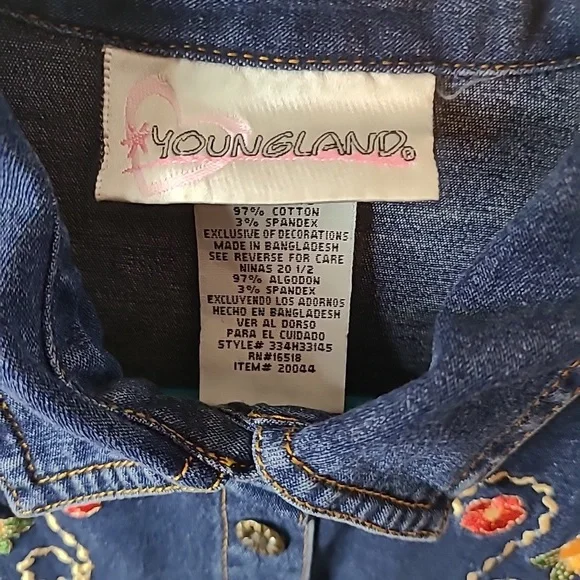 YOUNGLAND®
97% COTTON
3% SPANDEX
EXCLUSIVE OF DECORATIONS
MADE IN BANGLADESH
SEE REVERSE FOR CARE
NINAS 20 1/2
97% ALGODON
3% SPANDEX
EXCLUYENDO LOS ADORNOS
HECHO EN BANGLADESH
VER AL DORSO
PARA EL CUIDADO
STYLE# 334H33145
RN#16518
ITEM# 20044